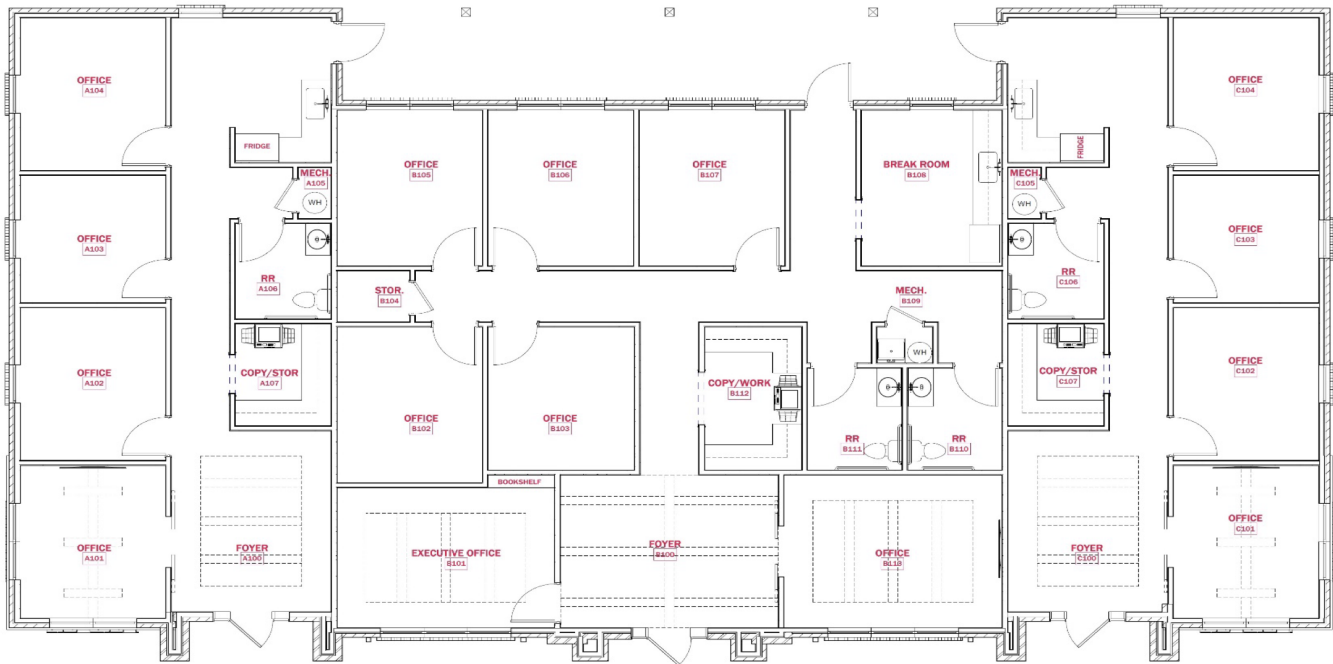 OFFICE
A104
FRIDGE
MECH.
A105
WH
OFFICE
A103
RR
A106
OFFICE
A102
COPY/STOR
A107
OFFICE
A101
FOYER
A100
OFFICE
B105
OFFICE
B106
OFFICE
B107
BREAK ROOM
B108
STOR.
B104
MECH.
B109
WH
OFFICE
B102
OFFICE
B103
COPY/WORK
B112
RR
B111
RR
B110
BOOKSHELF
EXECUTIVE OFFICE
B101
FOYER
B100
OFFICE
B113
OFFICE
C104
FRIDGE
MECH.
C105
WH
OFFICE
C103
RR
C106
OFFICE
C102
COPY/STOR
C107
OFFICE
C101
FOYER
C100